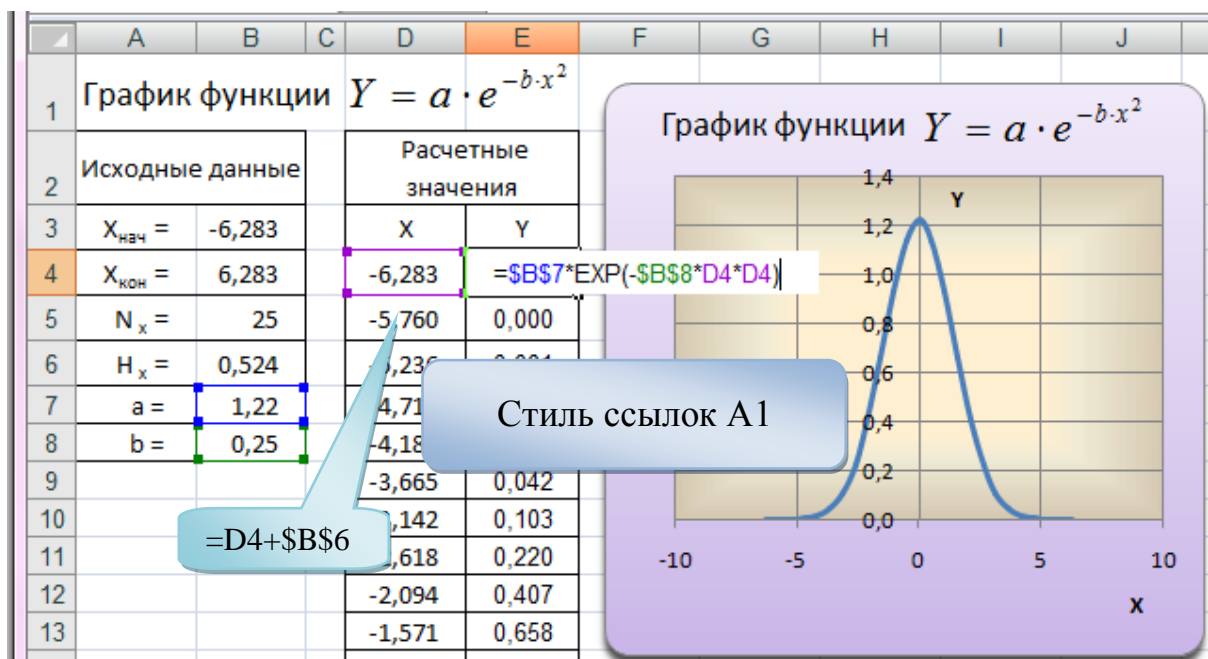 A B C D E F G H I J
1 График функции Y = a · e^{-b·x^2}
График функции Y = a · e^{-b·x^2}
2 Исходные данные Расчетные значения
3 Xнач = -6,283 X Y
4 Xкон = 6,283 -6,283 =$B$7*EXP(-$B$8*D4*D4)
5 N x = 25 -5,760 0,000
6 H x = 0,524
7 a = 1,22
8 b = 0,25
9 -3,665 0,042
10 0,103
11 0,220
12 -2,094 0,407
13 -1,571 0,658
Стиль ссылок А1
=D4+$B$6
Y
1,4
1,2
1,0
0,8
0,6
0,4
0,2
0,0
-10 -5 0 5 10
X